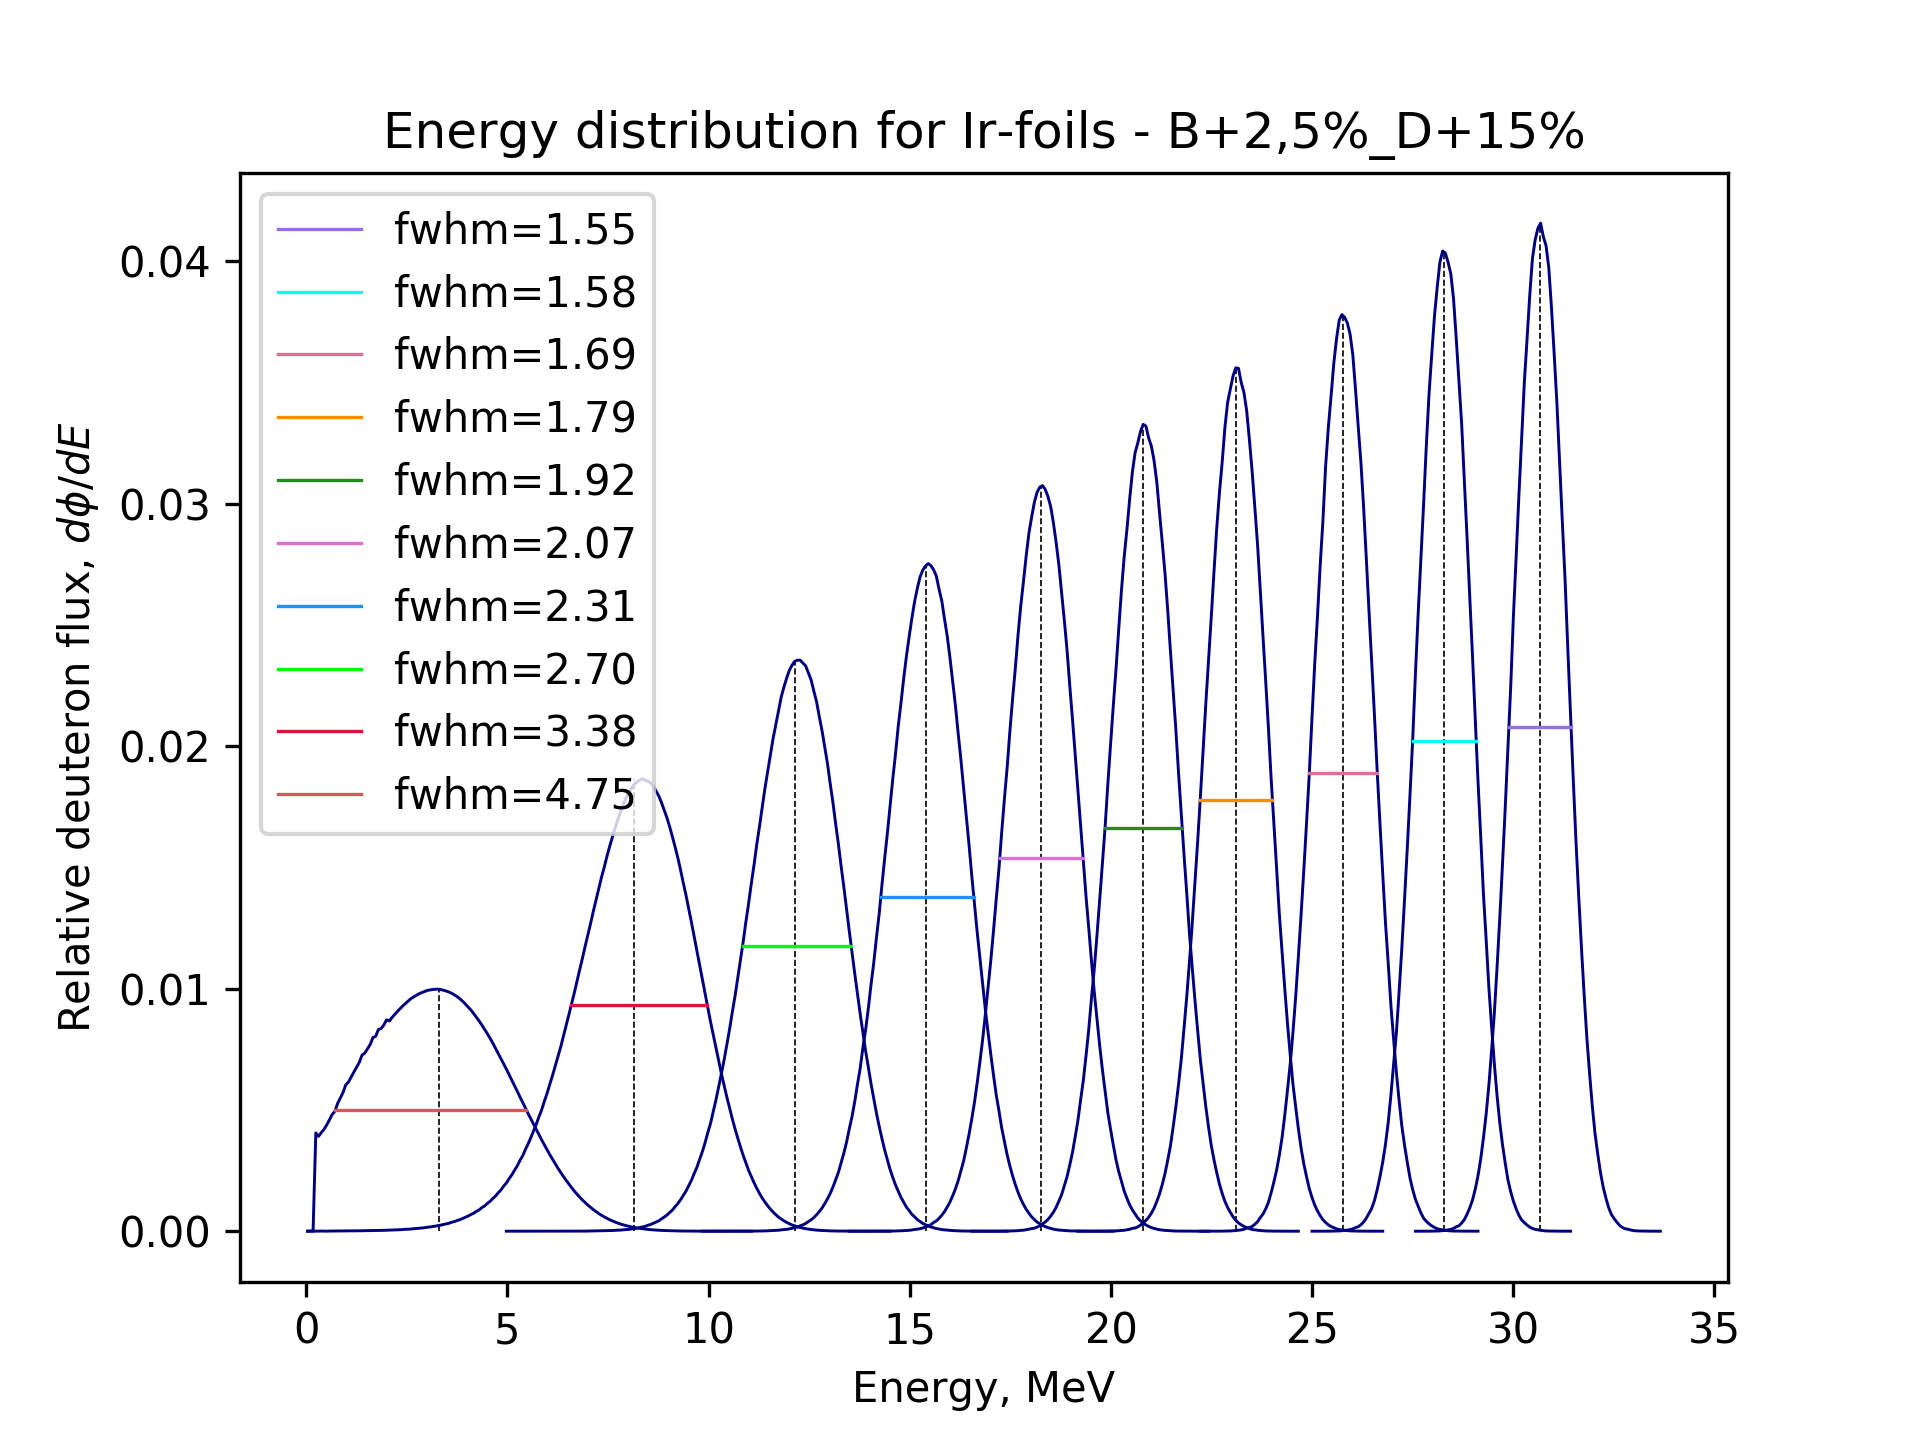 Energy distribution for Ir-foils - B+2,5%_D+15%
fwhm=1.55
fwhm=1.58
fwhm=1.69
fwhm=1.79
fwhm=1.92
fwhm=2.07
fwhm=2.31
fwhm=2.70
fwhm=3.38
fwhm=4.75
Relative deuteron flux, dϕ/dE
0.04
0.03
0.02
0.01
0.00
0 5 10 15 20 25 30 35
Energy, MeV